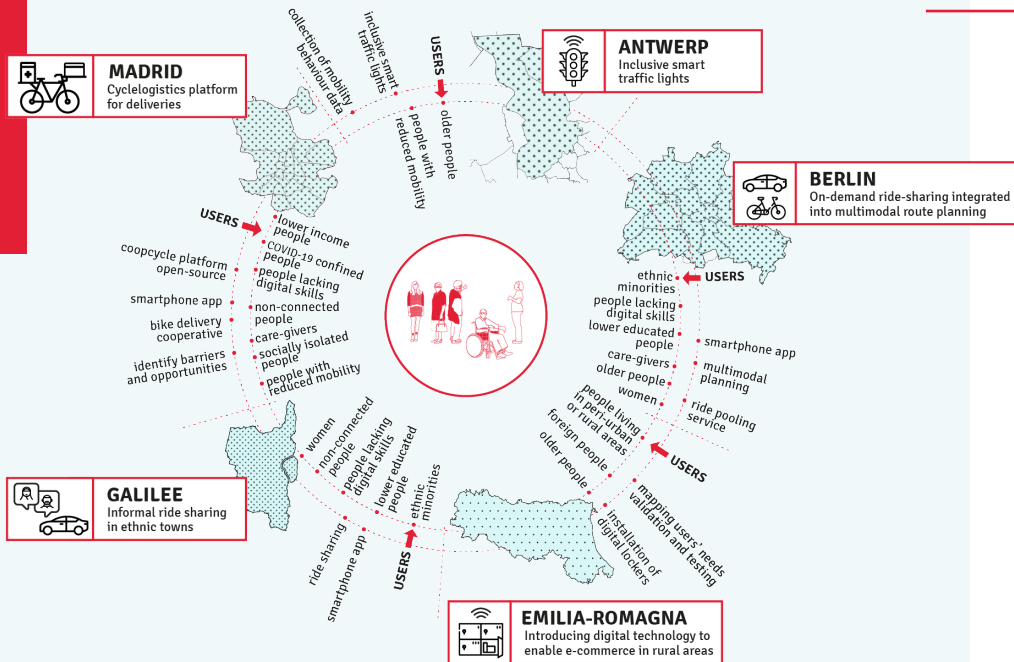 MADRID
Cyclelogistics platform
for deliveries
collection of mobility
behaviour data
inclusive smart
traffic lights
USERS
older people
people with
reduced mobility
ANTWERP
Inclusive smart
traffic lights
BERLIN
On-demand ride-sharing integrated
into multimodal route planning
USERS
ethnic
minorities
people lacking
digital skills
lower educated
people
care-givers
older people
women
smartphone app
multimodal
planning
ride pooling
service
USERS
people living
in peri-urban
or rural areas
foreign people
older people
mapping users' needs
validation and testing
installation of
digital lockers
EMILIA-ROMAGNA
Introducing digital technology to
enable e-commerce in rural areas
USERS
ethnic
minorities
lower educated
people
people lacking
digital skills
non-connected
people
women
smartphone app
ride sharing
GALILEE
Informal ride sharing
in ethnic towns
USERS
lower income
people
COVID-19 confined
people
people lacking
digital skills
non-connected
people
care-givers
socially isolated
people
people with
reduced mobility
coopcycle platform
open-source
smartphone app
bike delivery
cooperative
identify barriers
and opportunities